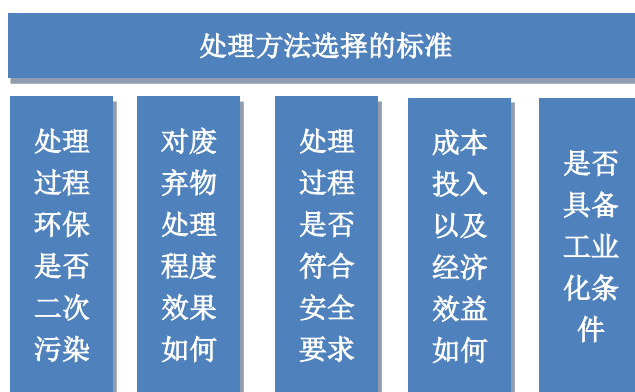 处理方法选择的标准
处理
过程
环保
是否
二次
污染
对废
弃物
处理
程度
效果
如何
处理
过程
是否
符合
安全
要求
成本
投入
以及
经济
效益
如何
是否
具备
工业
化条
件